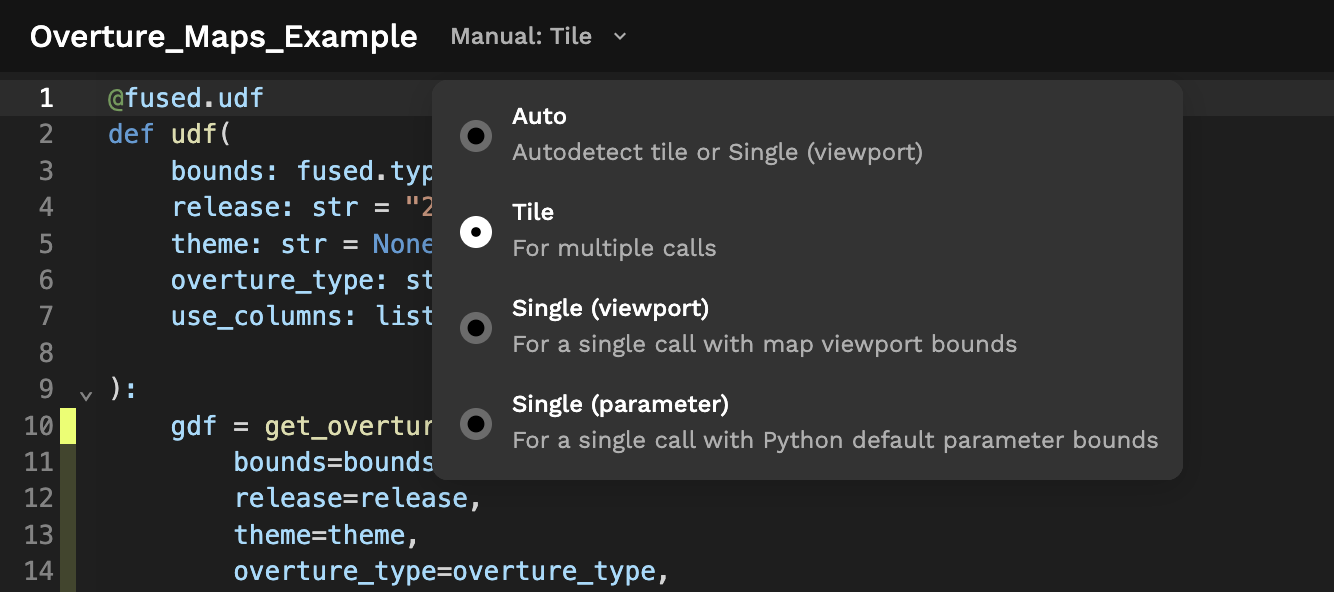 Overture_Maps_Example Manual: Tile
1 @fused.udf
2 def udf(
3 bounds: fused.typ
4 release: str = "2
5 theme: str = None
6 overture_type: st
7 use_columns: list
8
9 ):
10 gdf = get_overtur
11 bounds=bounds
12 release=release,
13 theme=theme,
14 overture_type=overture_type,
Auto
Autodetect tile or Single (viewport)
Tile
For multiple calls
Single (viewport)
For a single call with map viewport bounds
Single (parameter)
For a single call with Python default parameter bounds